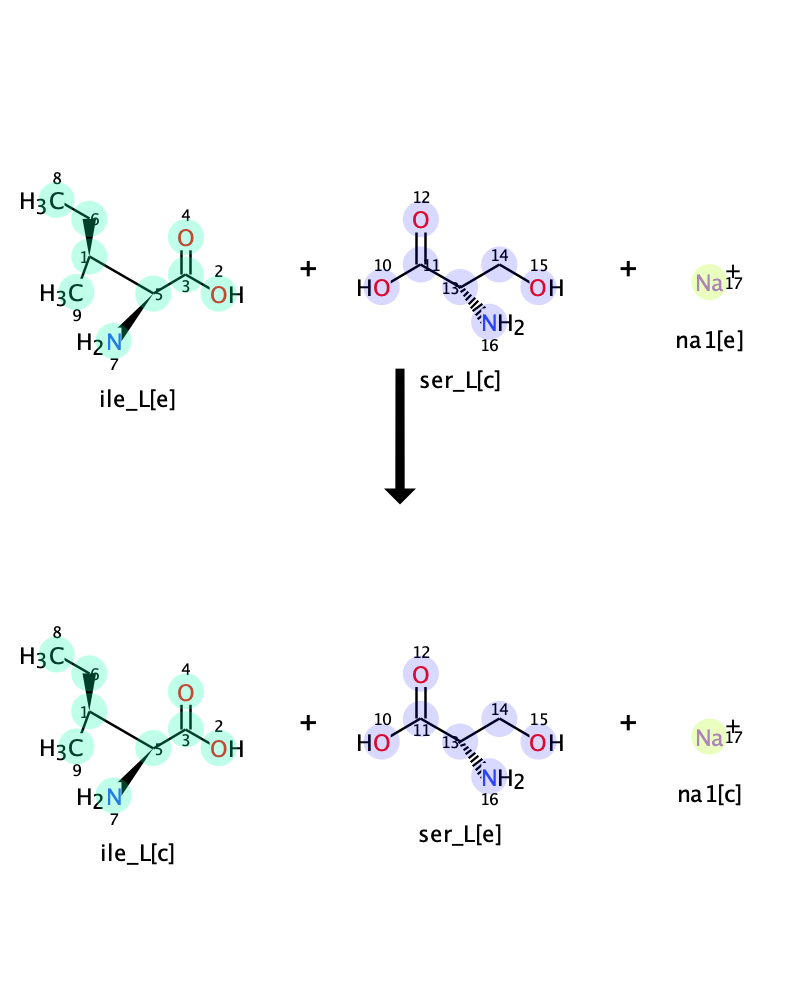 8 12
H3C 6 4 O 14 15
1 O 10 11 OH +
H3C 5 3 2 OH + HO 13 + Na 17
9 H2N NH2
7 16 na1[e]
ile_L[e] ser_L[c]
8 12
H3C 6 4 O 14 15
1 O 10 11 OH +
H3C 5 3 2 OH + HO 13 + Na 17
9 H2N NH2
7 16 na1[c]
ile_L[c] ser_L[e]